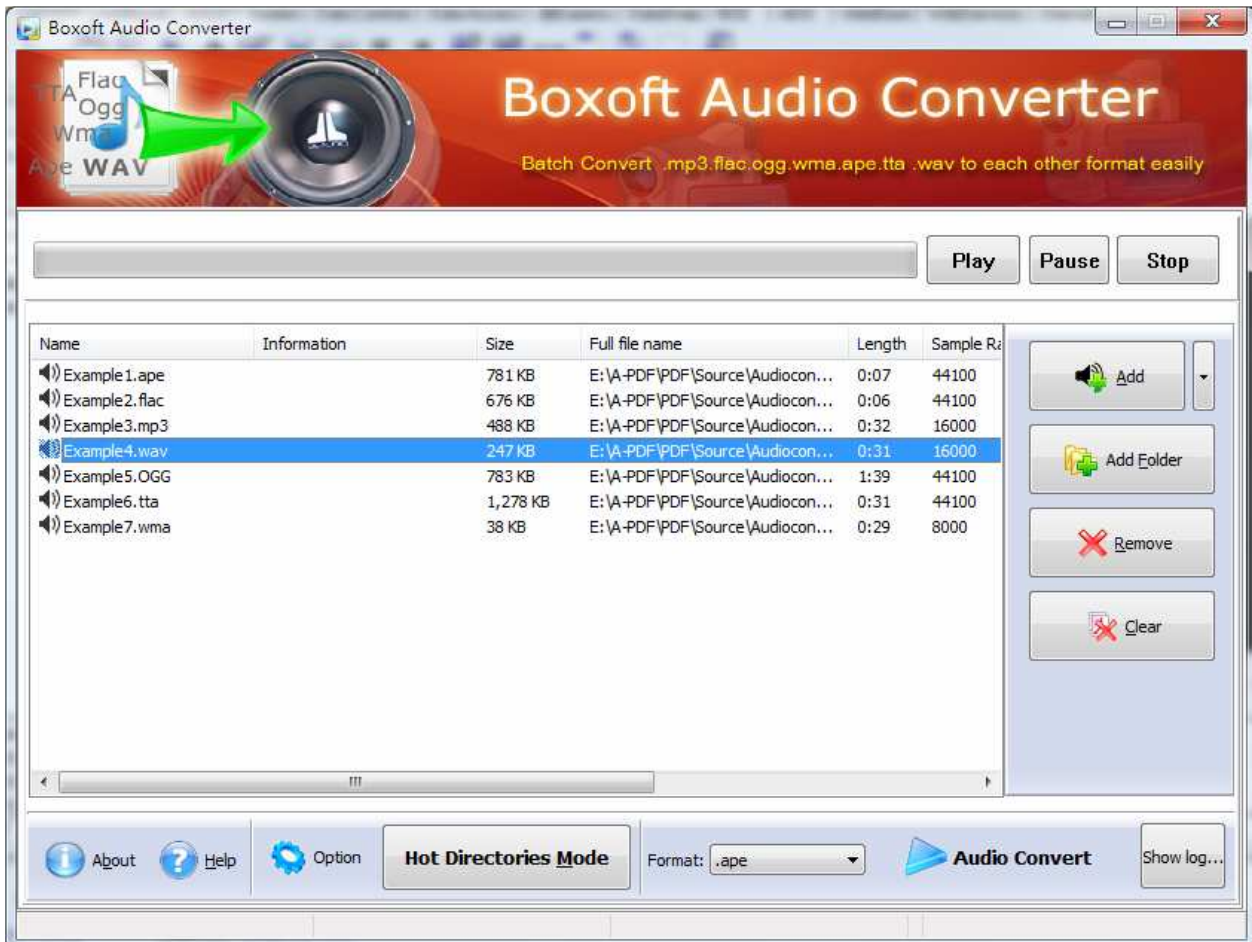 Boxoft Audio Converter
Flac
TTA
Ogg
Wma
Ape WAV
Boxoft Audio Converter
Batch Convert .mp3.flac.ogg.wma.ape.tta .wav to each other format easily
Play Pause Stop
Name Information Size Full file name Length Sample Ra
Example1.ape 781 KB E:\A-PDF\PDF\Source\Audiocon... 0:07 44100
Example2.flac 676 KB E:\A-PDF\PDF\Source\Audiocon... 0:06 44100
Example3.mp3 488 KB E:\A-PDF\PDF\Source\Audiocon... 0:32 16000
Example4.wav 247 KB E:\A-PDF\PDF\Source\Audiocon... 0:31 16000
Example5.OGG 783 KB E:\A-PDF\PDF\Source\Audiocon... 1:39 44100
Example6.tta 1,278 KB E:\A-PDF\PDF\Source\Audiocon... 0:31 44100
Example7.wma 38 KB E:\A-PDF\PDF\Source\Audiocon... 0:29 8000
Add
Add Folder
Remove
Clear
About Help Option Hot Directories Mode Format: .ape Audio Convert Show log...